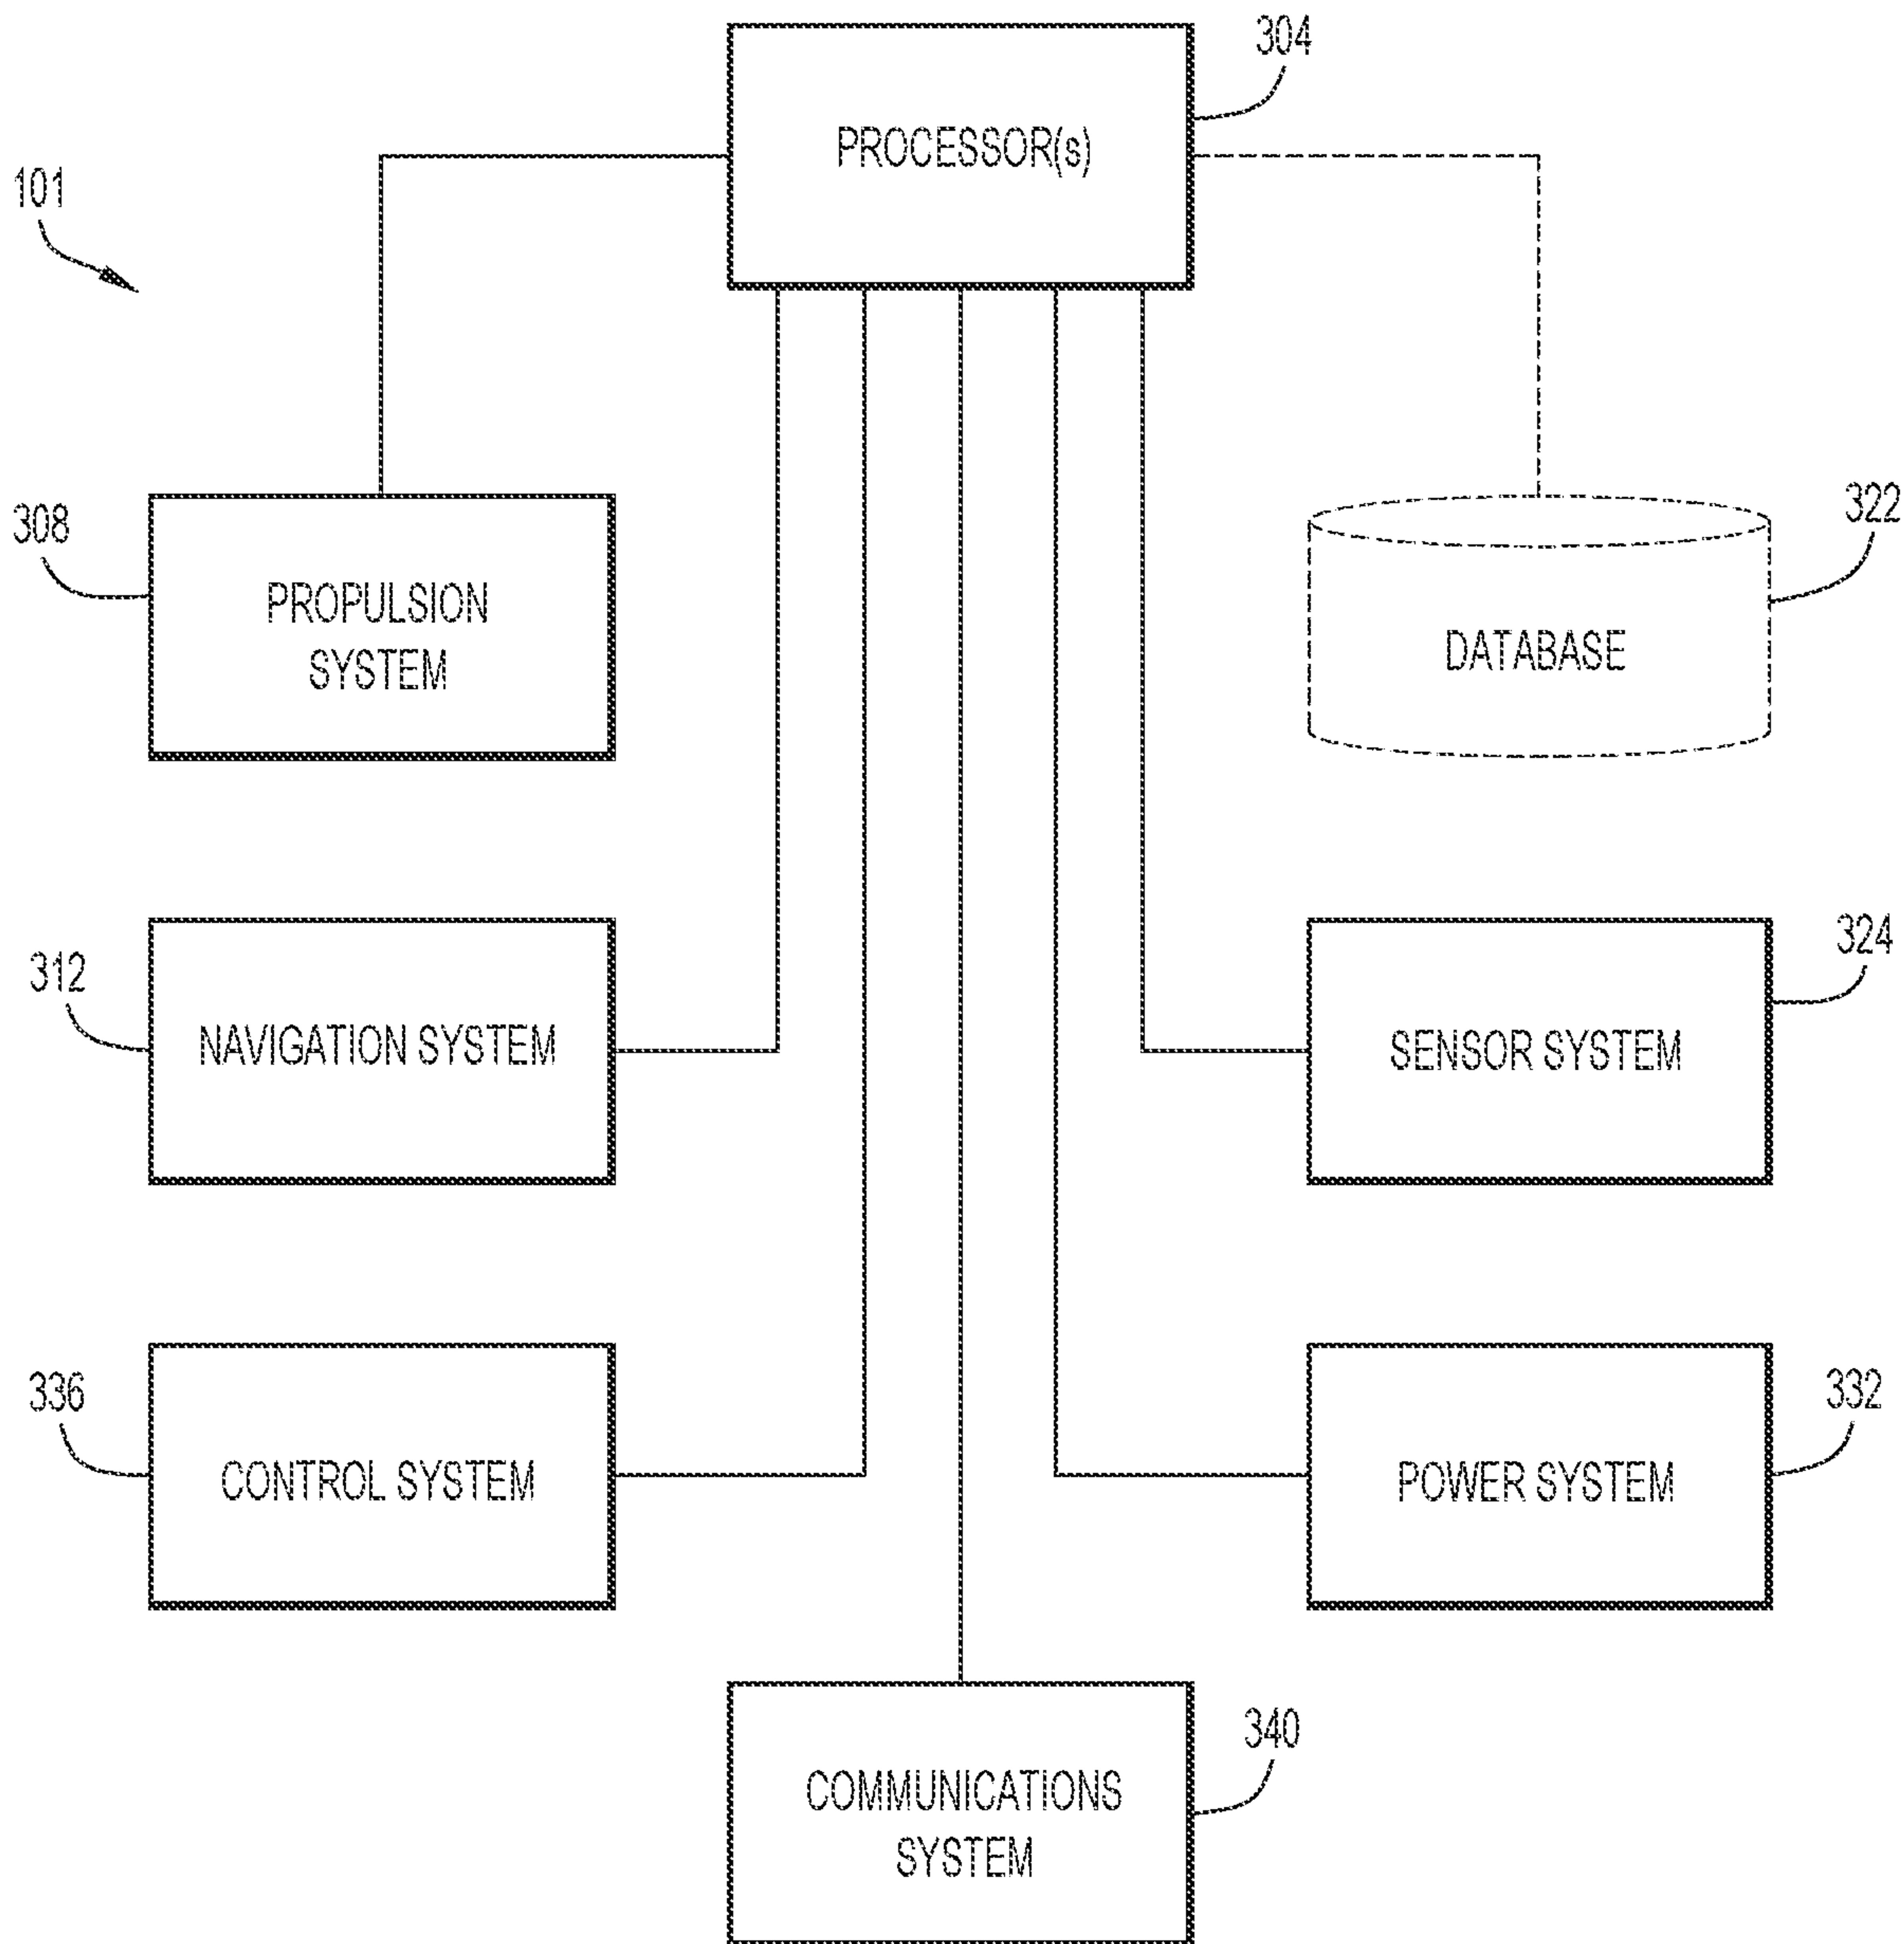 304
PROCESSOR(s)
101
308
PROPULSION
SYSTEM
322
DATABASE
312
NAVIGATION SYSTEM
324
SENSOR SYSTEM
336
CONTROL SYSTEM
332
POWER SYSTEM
340
COMMUNICATIONS
SYSTEM